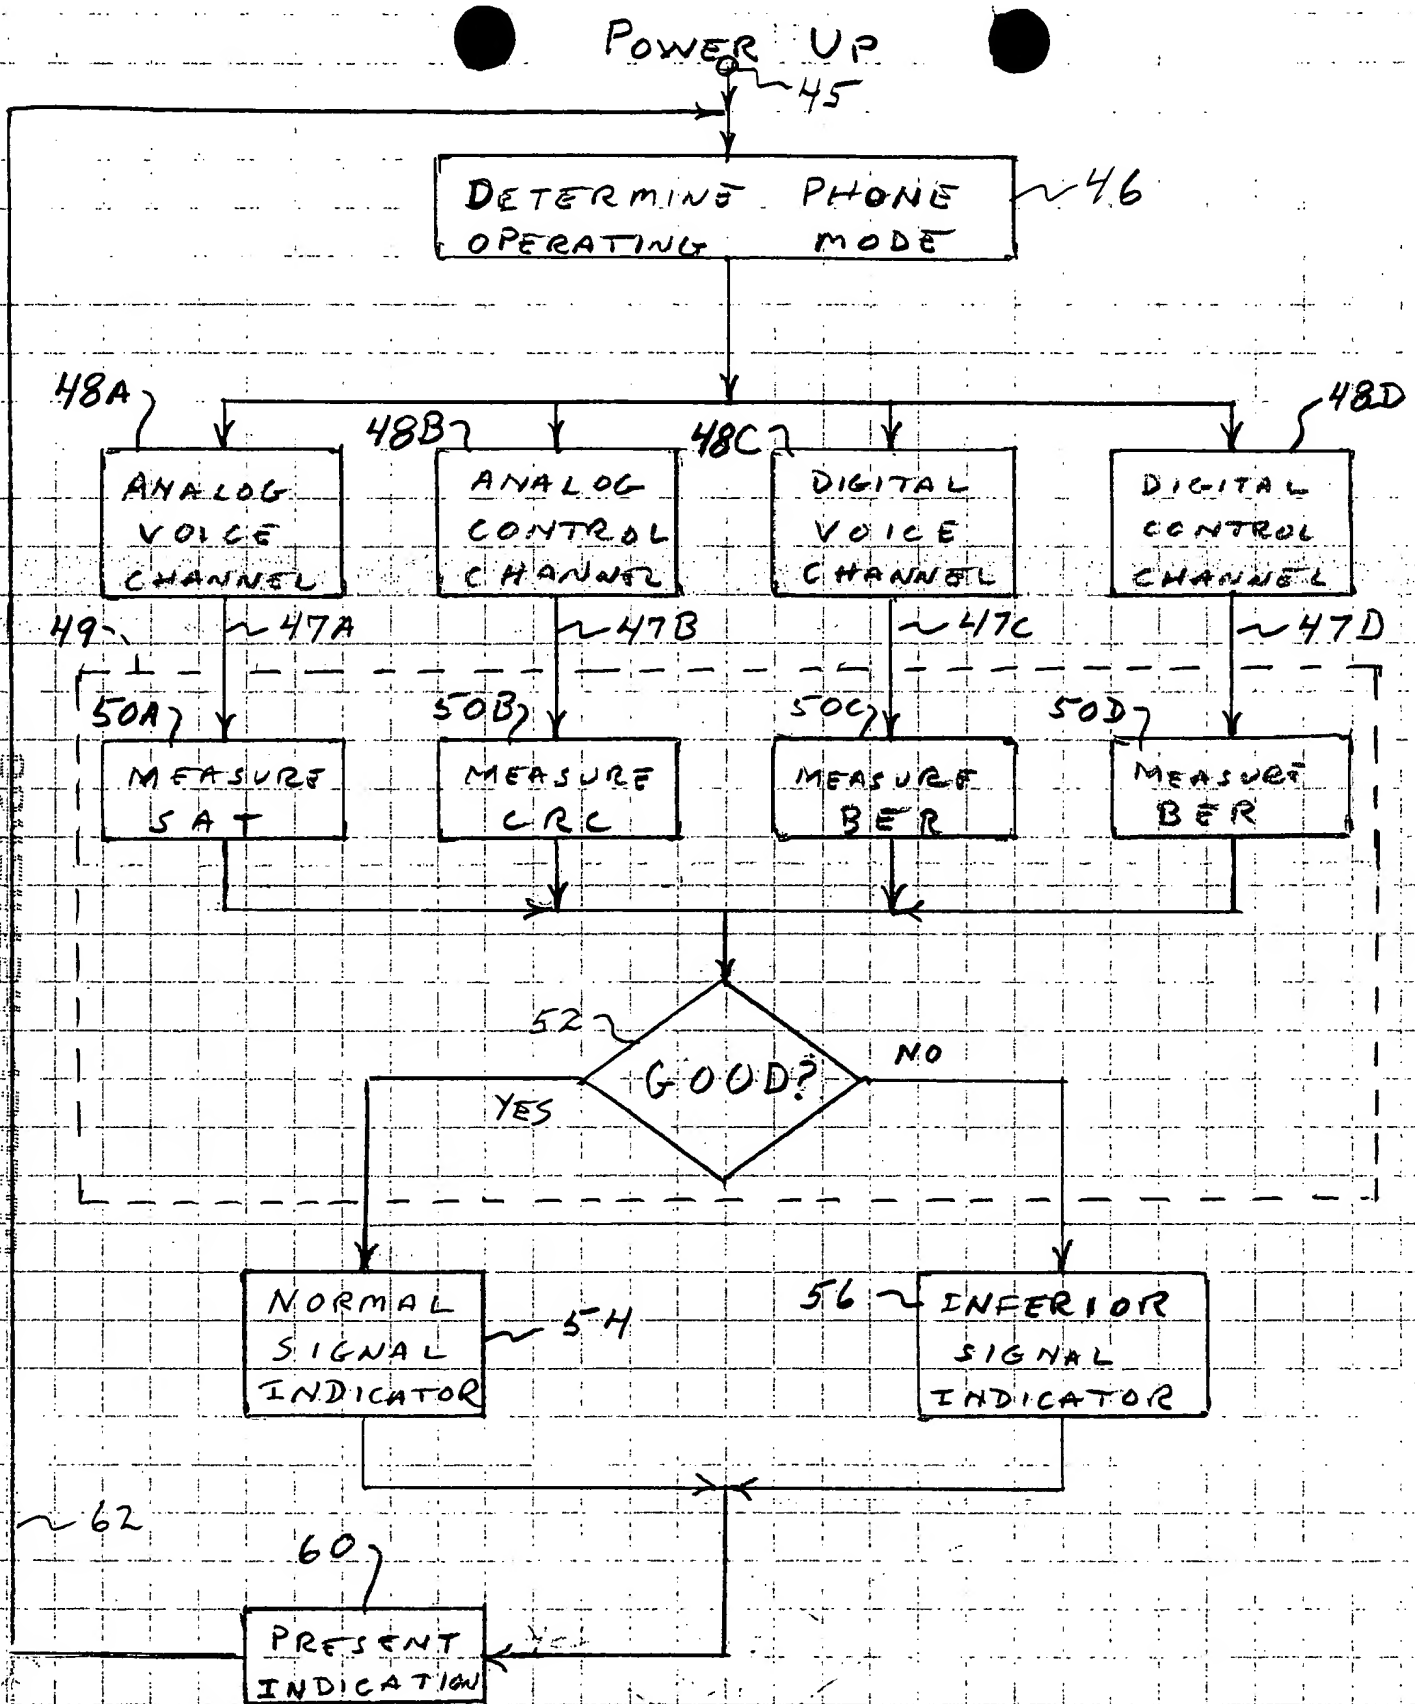 POWER UP
45
DETERMINE PHONE
OPERATING MODE
46
48A
48B
48C
48D
ANALOG
VOICE
CHANNEL
ANALOG
CONTROL
CHANNEL
DIGITAL
VOICE
CHANNEL
DIGITAL
CONTROL
CHANNEL
49
47A
47B
47C
47D
50A
50B
50C
50D
MEASURE
SAT
MEASURE
CRC
MEASURE
BER
MEASURE
BER
52
GOOD?
YES
NO
NORMAL
SIGNAL
INDICATOR
54
56
INFERIOR
SIGNAL
INDICATOR
62
60
PRESENT
INDICATION